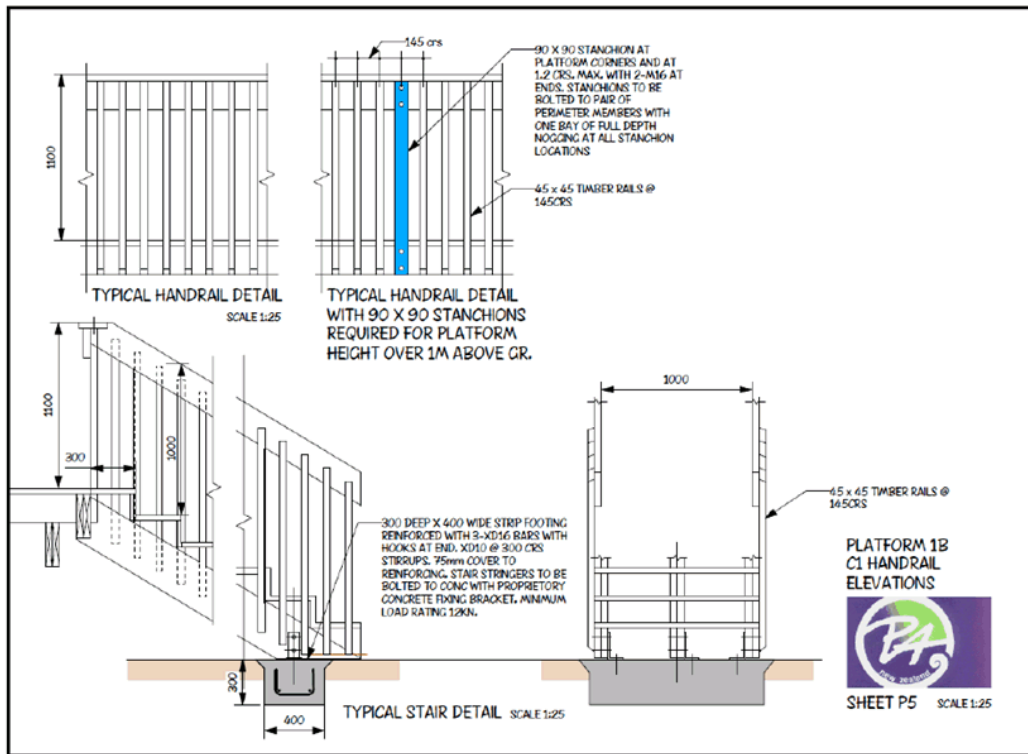 145 crs
90 X 90 STANCHION AT
PLATFORM CORNERS AND AT
1.2 CRS. MAX. WITH 2-M16 AT
ENDS. STANCHIONS TO BE
BOLTED TO PAIR OF
PERIMETER MEMBERS WITH
ONE BAY OF FULL DEPTH
NOGGING AT ALL STANCHION
LOCATIONS
1100
45 x 45 TIMBER RAILS @
145CRS
TYPICAL HANDRAIL DETAIL
SCALE 1:25
TYPICAL HANDRAIL DETAIL
WITH 90 X 90 STANCHIONS
REQUIRED FOR PLATFORM
HEIGHT OVER 1M ABOVE GR.
1100
300
1000
1000
45 x 45 TIMBER RAILS @
145CRS
300 DEEP X 400 WIDE STRIP FOOTING
REINFORCED WITH 3-XD16 BARS WITH
HOOKS AT END. XD10 @ 300 CRS
STIRRUPS. 75mm COVER TO
REINFORCING. STAIR STRINGERS TO BE
BOLTED TO CONC WITH PROPRIETORY
CONCRETE FIXING BRACKET. MINIMUM
LOAD RATING 12KN.
PLATFORM 1B
C1 HANDRAIL
ELEVATIONS
new zealand
300
400
TYPICAL STAIR DETAIL SCALE 1:25
SHEET P5 SCALE 1:25